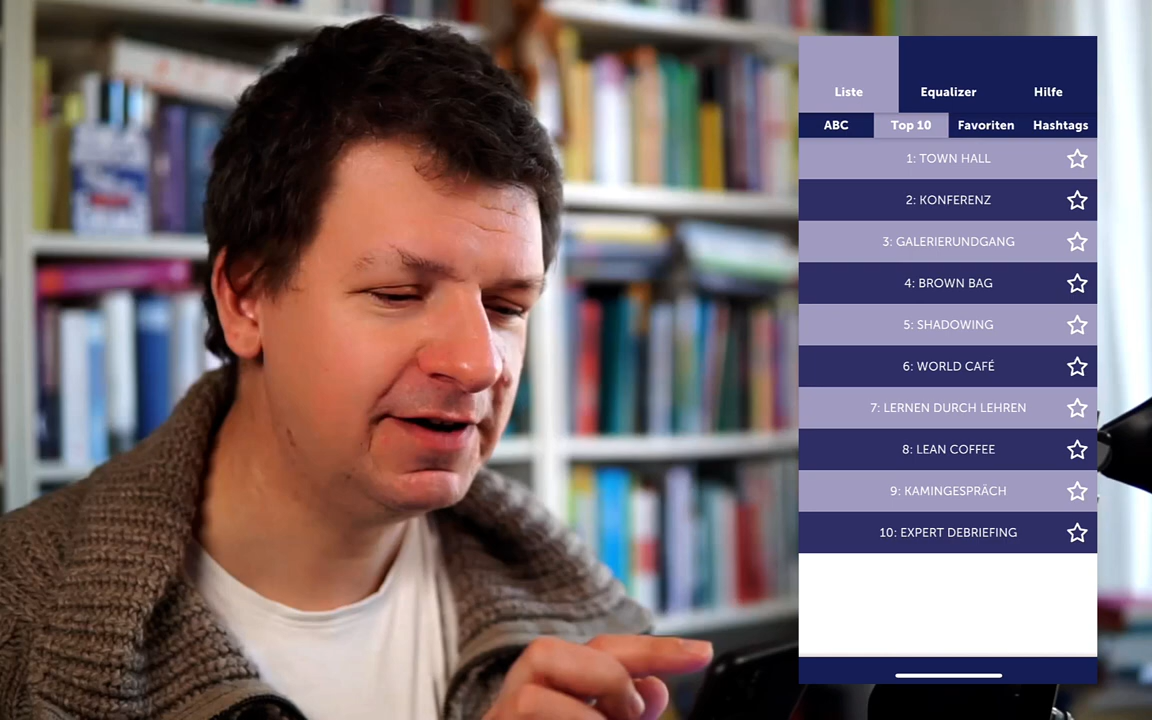 Liste Equalizer Hilfe
ABC Top 10 Favoriten Hashtags
1: TOWN HALL
2: KONFERENZ
3: GALERIERUNDGANG
4: BROWN BAG
5: SHADOWING
6: WORLD CAFÉ
7: LERNEN DURCH LEHREN
8: LEAN COFFEE
9: KAMINGESPRÄCH
10: EXPERT DEBRIEFING